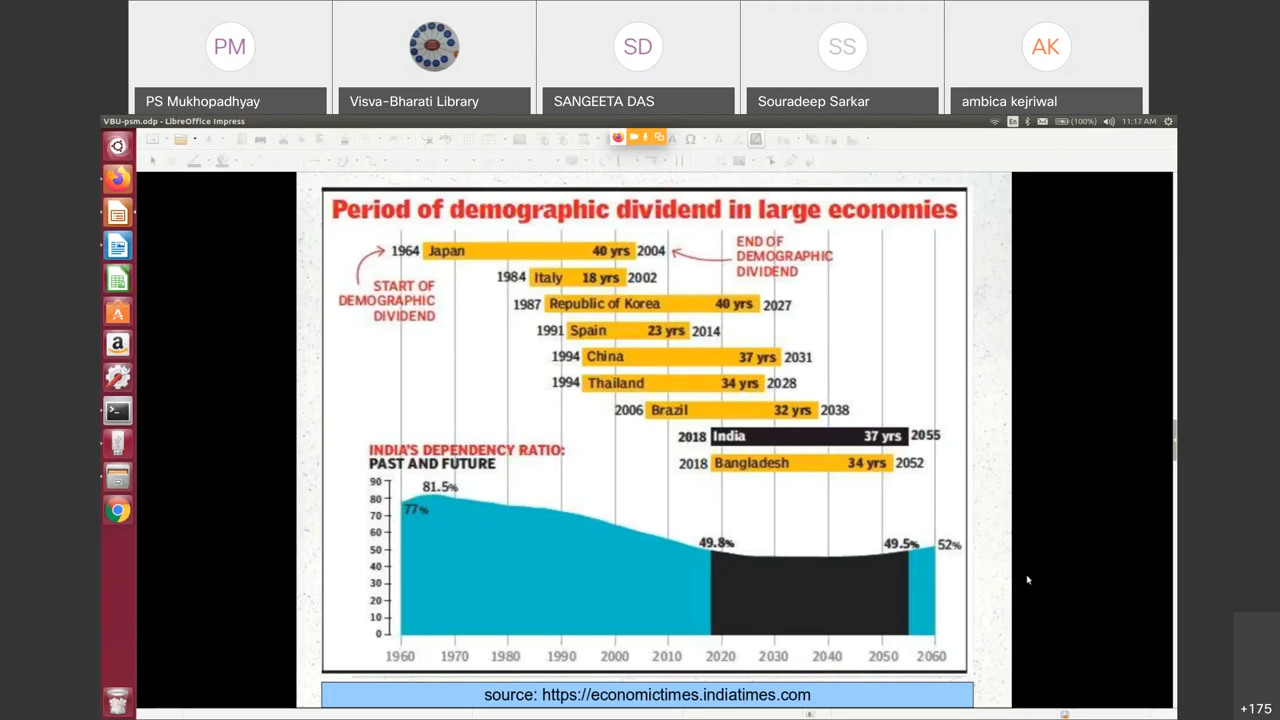 PM
SD
SS
AK
PS Mukhopadhyay
Visva-Bharati Library
SANGEETA DAS
Souradeep Sarkar
ambica kejriwal
VBU-psm.odp - LibreOffice Impress
En
(100%)
11:17 AM
Period of demographic dividend in large economies
1964 Japan 40 yrs 2004
END OF
DEMOGRAPHIC
DIVIDEND
START OF
DEMOGRAPHIC
DIVIDEND
1984 Italy 18 yrs 2002
1987 Republic of Korea 40 yrs 2027
1991 Spain 23 yrs 2014
1994 China 37 yrs 2031
1994 Thailand 34 yrs 2028
2006 Brazil 32 yrs 2038
2018 India 37 yrs 2055
2018 Bangladesh 34 yrs 2052
INDIA'S DEPENDENCY RATIO:
PAST AND FUTURE
90
80
70
60
50
40
30
20
10
0
81.5%
77%
49.8%
49.5%
52%
1960 1970 1980 1990 2000 2010 2020 2030 2040 2050 2060
source: https://economictimes.indiatimes.com
+175